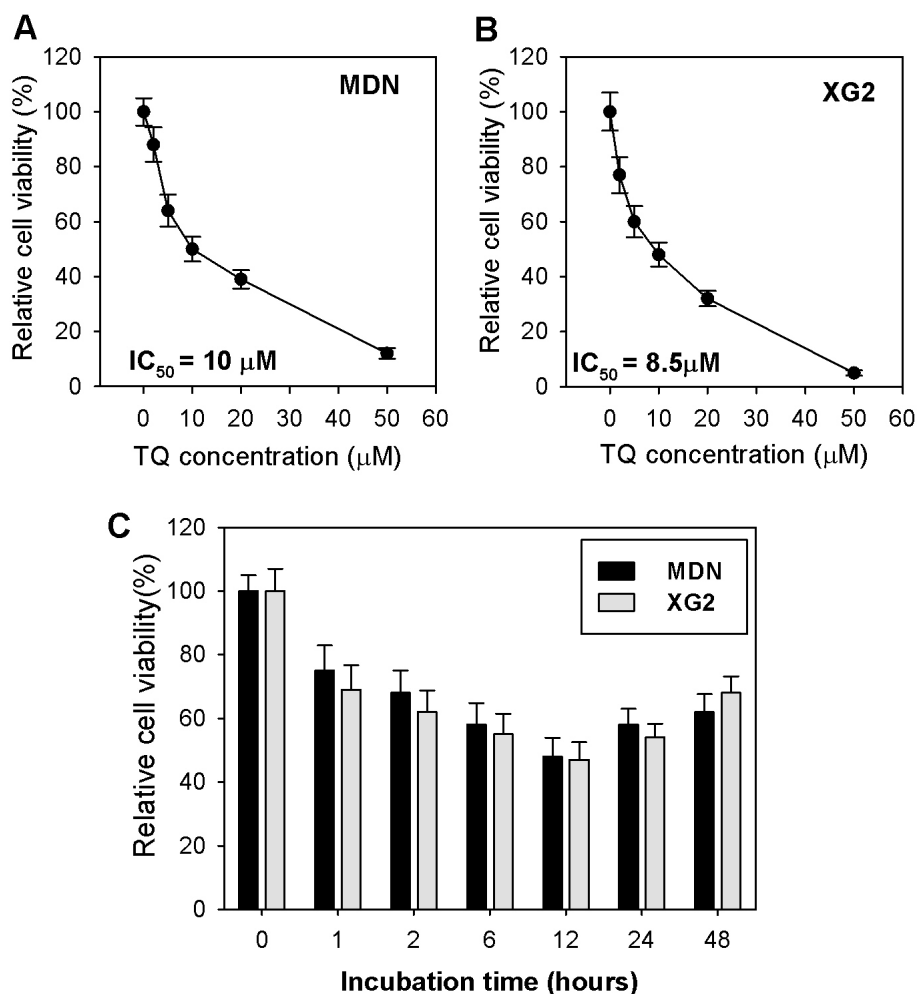 A
Relative cell viability (%)
120
100
80
60
40
20
0
MDN
IC50 = 10 μM
0 10 20 30 40 50 60
TQ concentration (μM)
B
Relative cell viability (%)
120
100
80
60
40
20
0
XG2
IC50 = 8.5μM
0 10 20 30 40 50 60
TQ concentration (μM)
C
Relative cell viability(%)
120
100
80
60
40
20
0
MDN
XG2
0 1 2 6 12 24 48
Incubation time (hours)